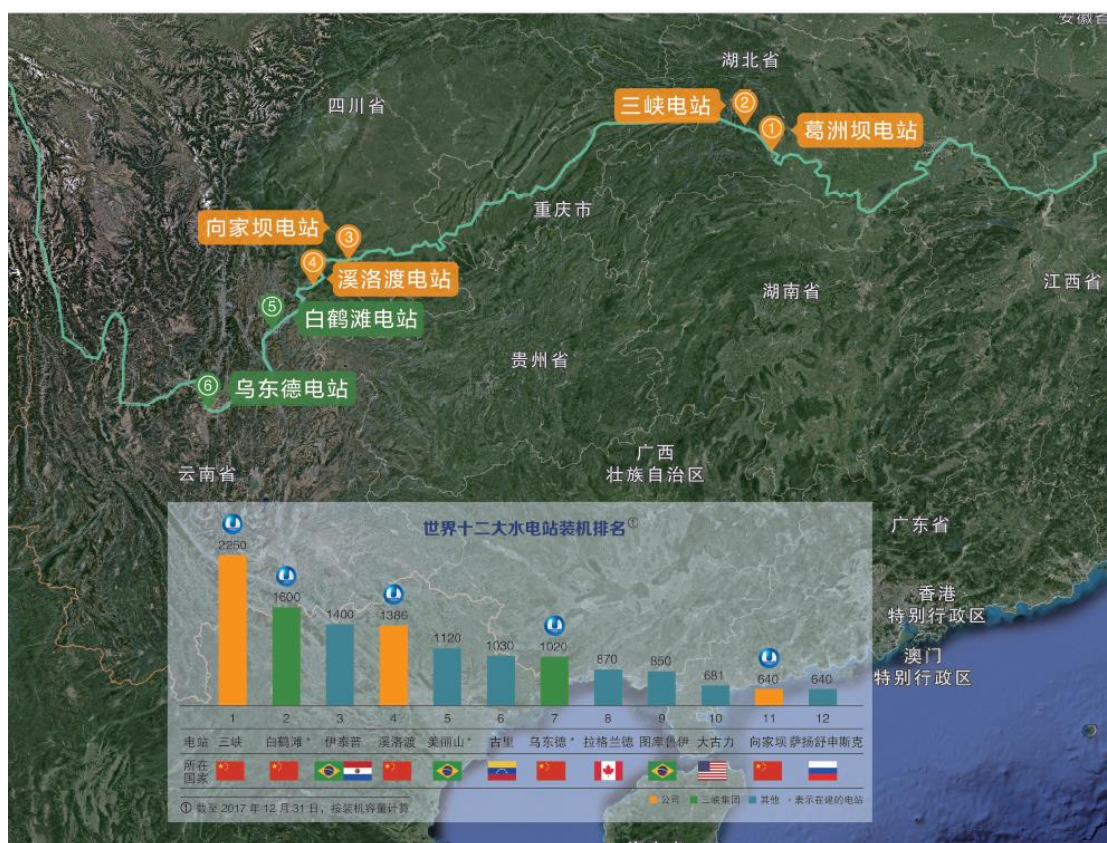 安徽省
湖北省
四川省
三峡电站
②
①
葛洲坝电站
重庆市
向家坝电站
③
④
溪洛渡电站
江西省
湖南省
⑤
白鹤滩电站
贵州省
⑥
乌东德电站
广西
壮族自治区
云南省
广东省
香港
特别行政区
澳门
特别行政区
世界十二大水电站装机排名①
2250
1600
1400
1386
1120
1030
1020
870
850
681
640
640
1 2 3 4 5 6 7 8 9 10 11 12
电站 三峡 白鹤滩* 伊泰普 溪洛渡 美丽山* 古里 乌东德* 拉格兰德 图库鲁伊 大古力 向家坝 萨扬舒申斯克
所在
国家
公司 三峡集团 其他 *表示在建的电站
① 截至 2017 年 12 月 31 日，按装机容量计算